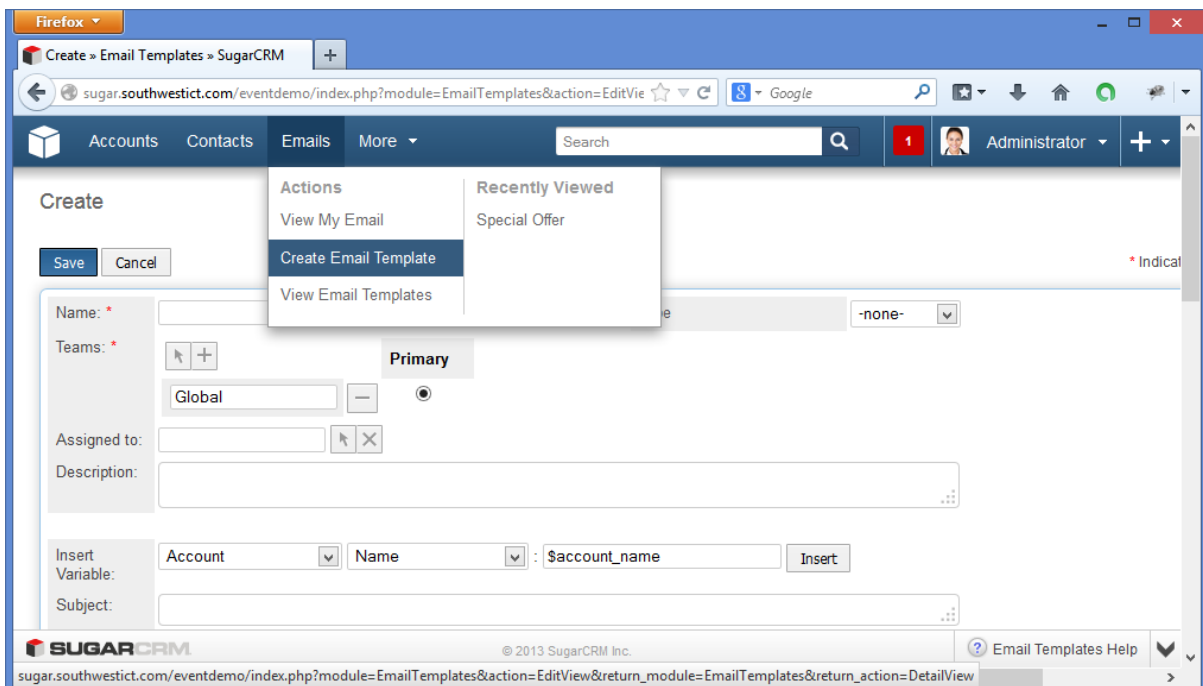 Firefox
Create » Email Templates » SugarCRM
sugar.southwestict.com/eventdemo/index.php?module=EmailTemplates&action=EditVie
8 Google
Accounts Contacts Emails More Search 1 Administrator
Actions Recently Viewed
Create
View My Email Special Offer
Save Cancel Create Email Template * Indicat
View Email Templates
Name: * -none-
Teams: * Primary
Global
Assigned to:
Description:
Insert Variable: Account Name : $account_name Insert
Subject:
SUGARCRM © 2013 SugarCRM Inc. ? Email Templates Help
sugar.southwestict.com/eventdemo/index.php?module=EmailTemplates&action=EditView&return_module=EmailTemplates&return_action=DetailView